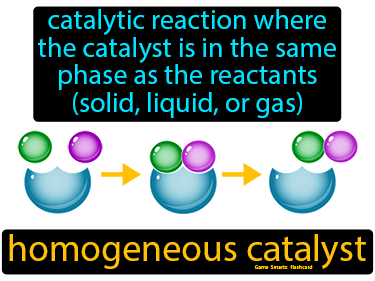 catalytic reaction where
the catalyst is in the same
phase as the reactants
(solid, liquid, or gas)
homogeneous catalyst
Game Smartz flashcard